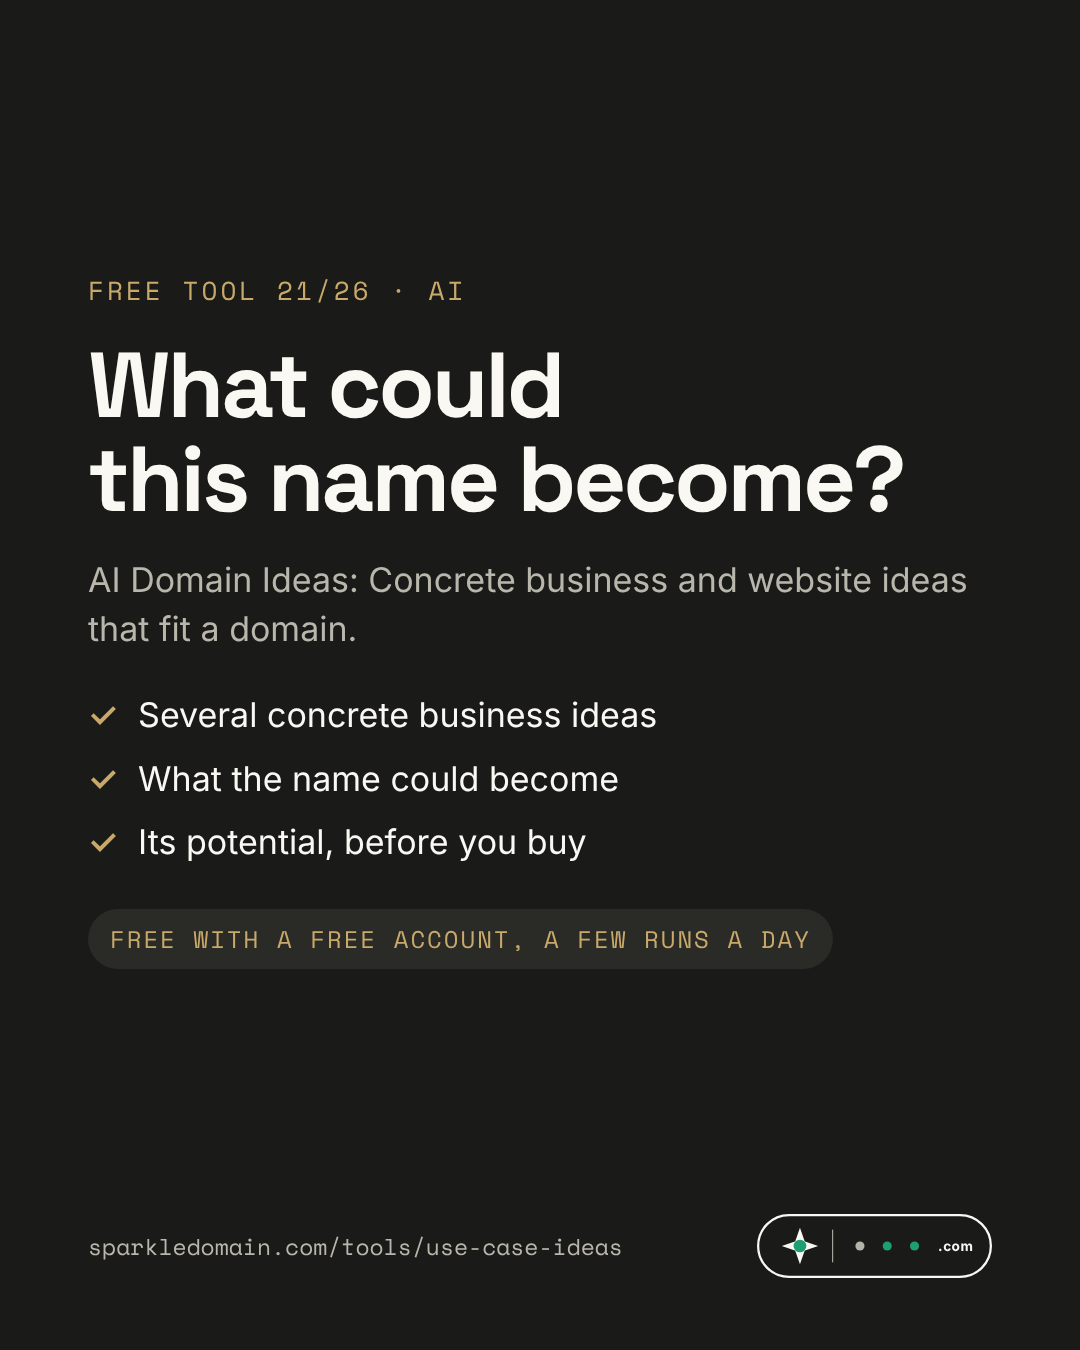 FREE TOOL 21/26 · AI
What could
this name become?
AI Domain Ideas: Concrete business and website ideas
that fit a domain.
Several concrete business ideas
What the name could become
Its potential, before you buy
FREE WITH A FREE ACCOUNT, A FEW RUNS A DAY
sparkledomain.com/tools/use-case-ideas
.com